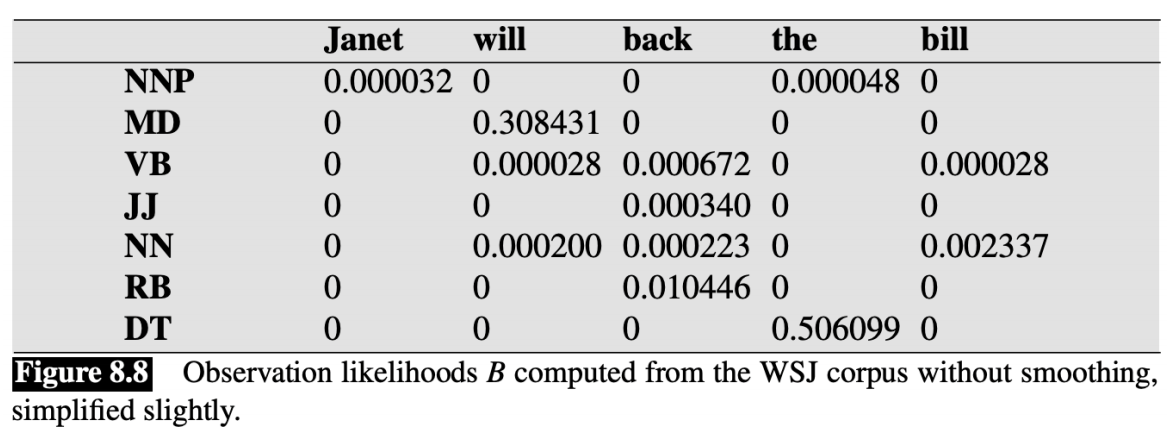 Janet will back the bill
NNP 0.000032 0 0 0.000048 0
MD 0 0.308431 0 0 0
VB 0 0.000028 0.000672 0 0.000028
JJ 0 0 0.000340 0 0
NN 0 0.000200 0.000223 0 0.002337
RB 0 0 0.010446 0 0
DT 0 0 0 0.506099 0
Figure 8.8 Observation likelihoods B computed from the WSJ corpus without smoothing,
simplified slightly.